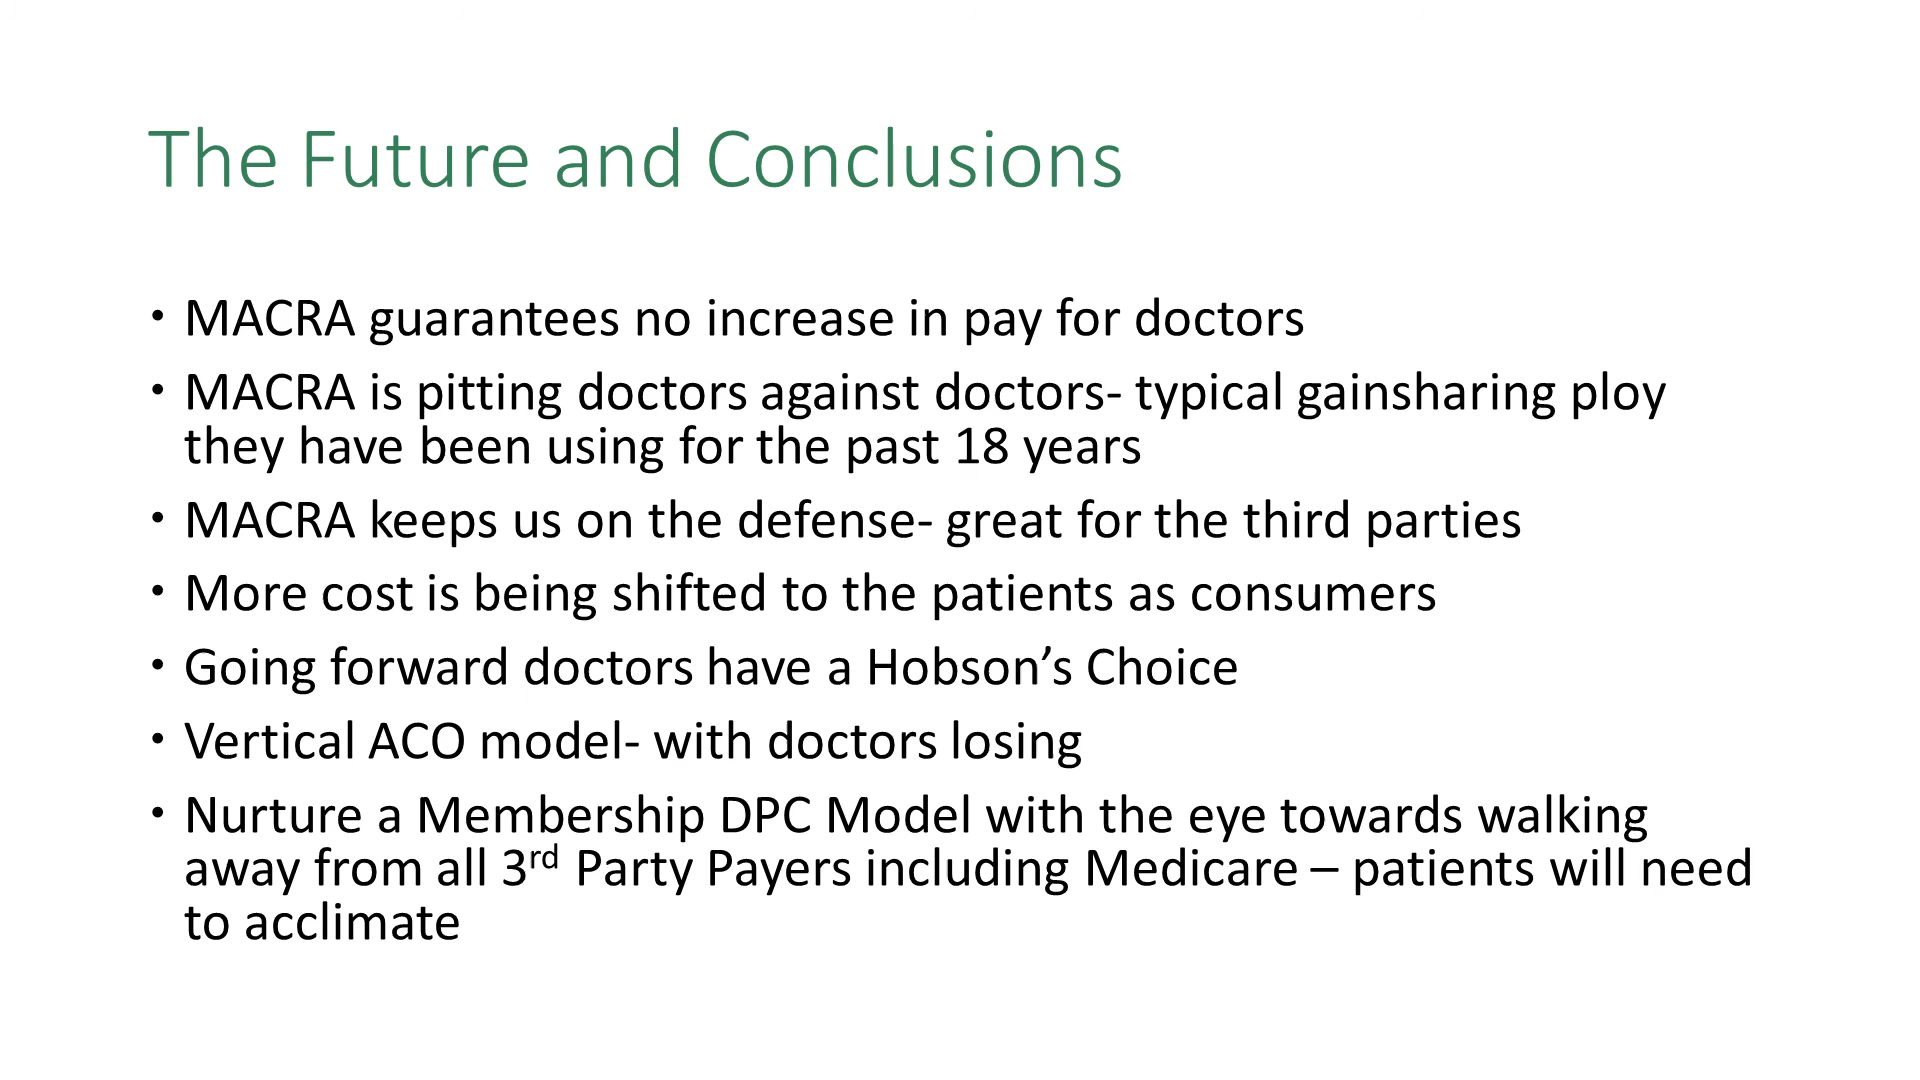 The Future and Conclusions
• MACRA guarantees no increase in pay for doctors
• MACRA is pitting doctors against doctors- typical gainsharing ploy
they have been using for the past 18 years
• MACRA keeps us on the defense- great for the third parties
• More cost is being shifted to the patients as consumers
• Going forward doctors have a Hobson’s Choice
• Vertical ACO model- with doctors losing
• Nurture a Membership DPC Model with the eye towards walking
away from all 3rd Party Payers including Medicare – patients will need
to acclimate